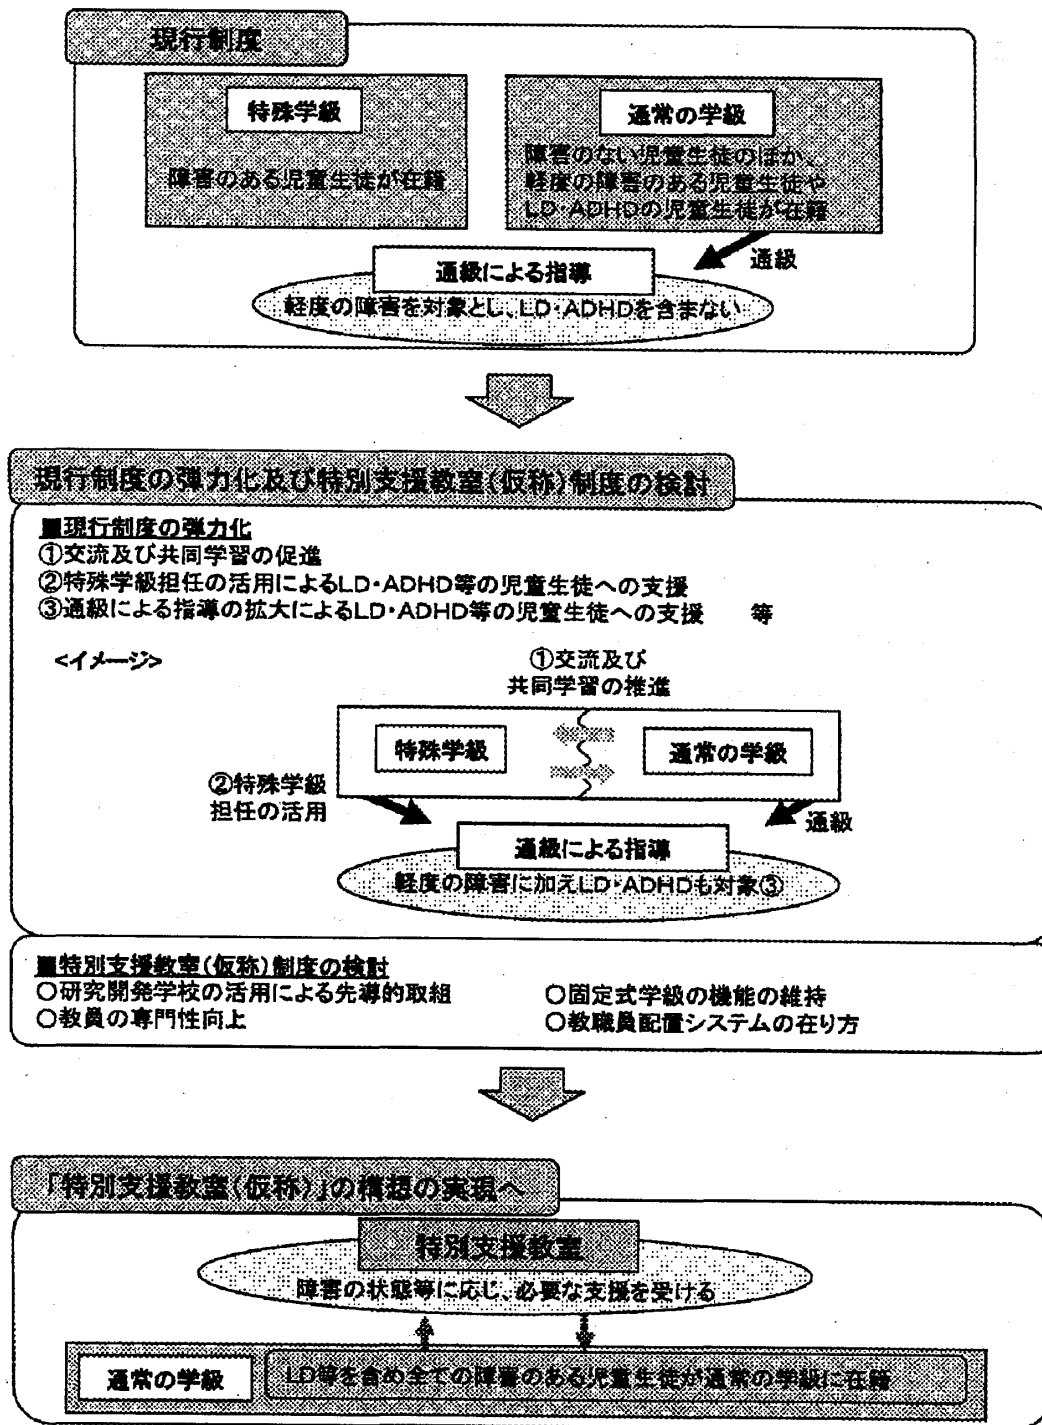 現行制度
特殊学級
障害のある児童生徒が在籍
通常の学級
障害のない児童生徒のほか、
軽度の障害のある児童生徒や
LD・ADHDの児童生徒が在籍
通級
通級による指導
軽度の障害を対象とし、LD・ADHDを含まない
現行制度の弾力化及び特別支援教室(仮称)制度の検討
■現行制度の弾力化
①交流及び共同学習の促進
②特殊学級担任の活用によるLD・ADHD等の児童生徒への支援
③通級による指導の拡大によるLD・ADHD等の児童生徒への支援 等
<イメージ>
①交流及び
共同学習の推進
特殊学級
通常の学級
②特殊学級
担任の活用
通級
通級による指導
軽度の障害に加えLD・ADHDも対象③
■特別支援教室(仮称)制度の検討
○研究開発学校の活用による先導的取組
○固定式学級の機能の維持
○教員の専門性向上
○教職員配置システムの在り方
「特別支援教室(仮称)」の構想の実現へ
特別支援教室
障害の状態等に応じ、必要な支援を受ける
通常の学級
LD等を含め全ての障害のある児童生徒が通常の学級に在籍